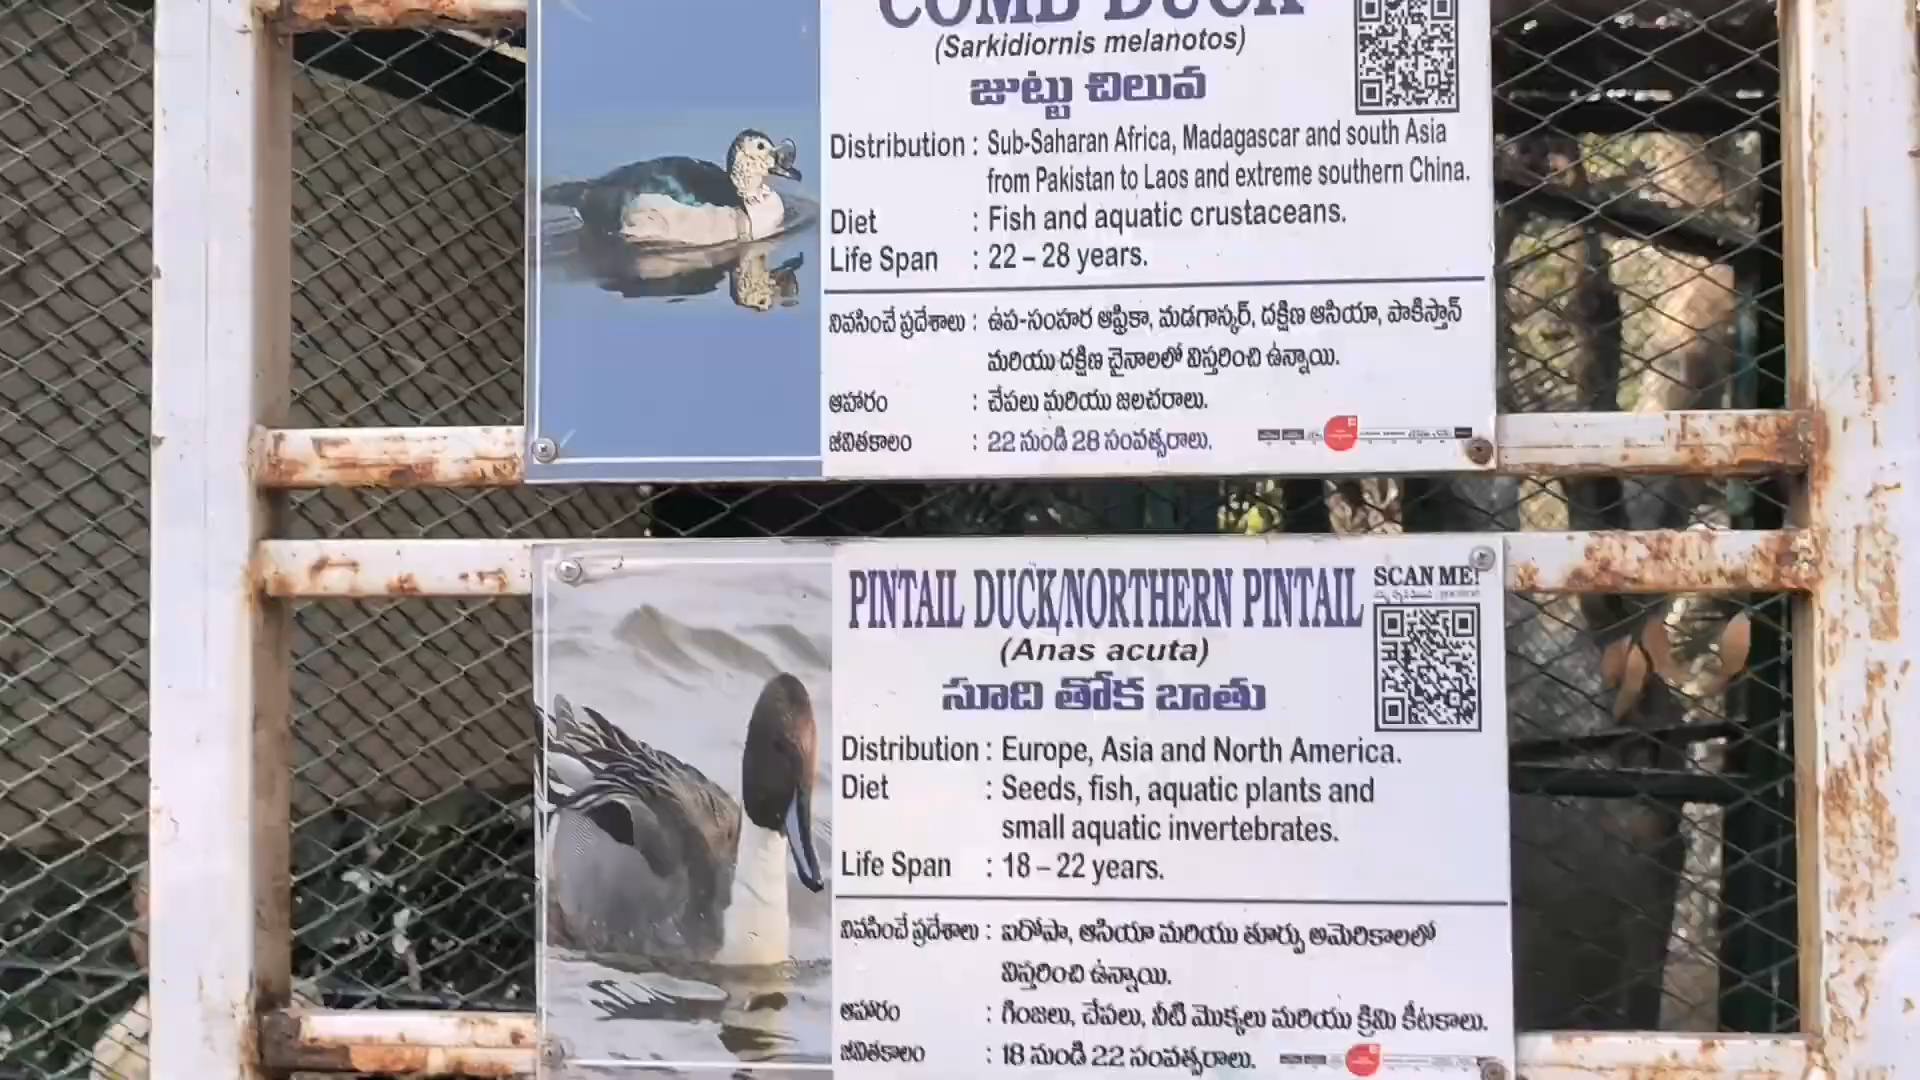 COMB DUCK
(Sarkidiornis melanotos)
జుట్టు చిలువ
Distribution : Sub-Saharan Africa, Madagascar and south Asia
from Pakistan to Laos and extreme southern China.
Diet : Fish and aquatic crustaceans.
Life Span : 22 – 28 years.
నివసించే ప్రదేశాలు : ఉప-సంహర ఆఫ్రికా, మడగాస్కర్, దక్షిణ ఆసియా, పాకిస్తాన్
మరియు దక్షిణ చైనాలలో విస్తరించి ఉన్నాయి.
ఆహారం : చేపలు మరియు జలచరాలు.
జీవితకాలం : 22 నుండి 28 సంవత్సరాలు.
PINTAIL DUCK/NORTHERN PINTAIL
SCAN ME!
(Anas acuta)
సూది తోక బాతు
Distribution : Europe, Asia and North America.
Diet : Seeds, fish, aquatic plants and
small aquatic invertebrates.
Life Span : 18 – 22 years.
నివసించే ప్రదేశాలు : ఐరోపా, ఆసియా మరియు తూర్పు అమెరికాలలో
విస్తరించి ఉన్నాయి.
ఆహారం : గింజలు, చేపలు, నీటి మొక్కలు మరియు క్రిమి కీటకాలు.
జీవితకాలం : 18 నుండి 22 సంవత్సరాలు.